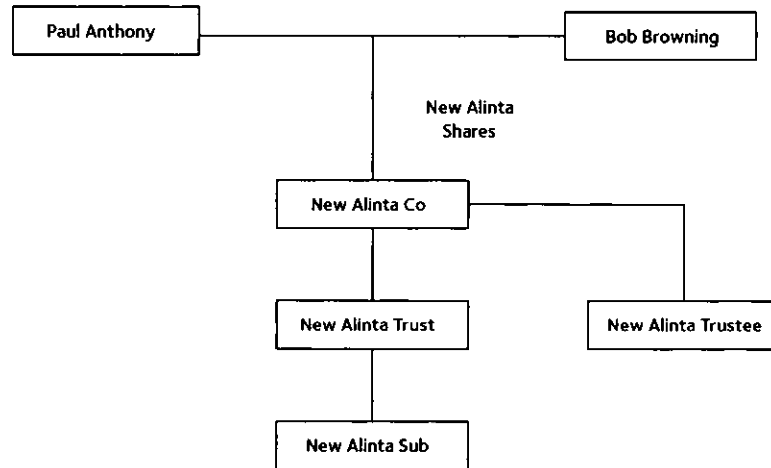 Paul Anthony
Bob Browning
New Alinta
Shares
New Alinta Co
New Alinta Trust
New Alinta Trustee
New Alinta Sub